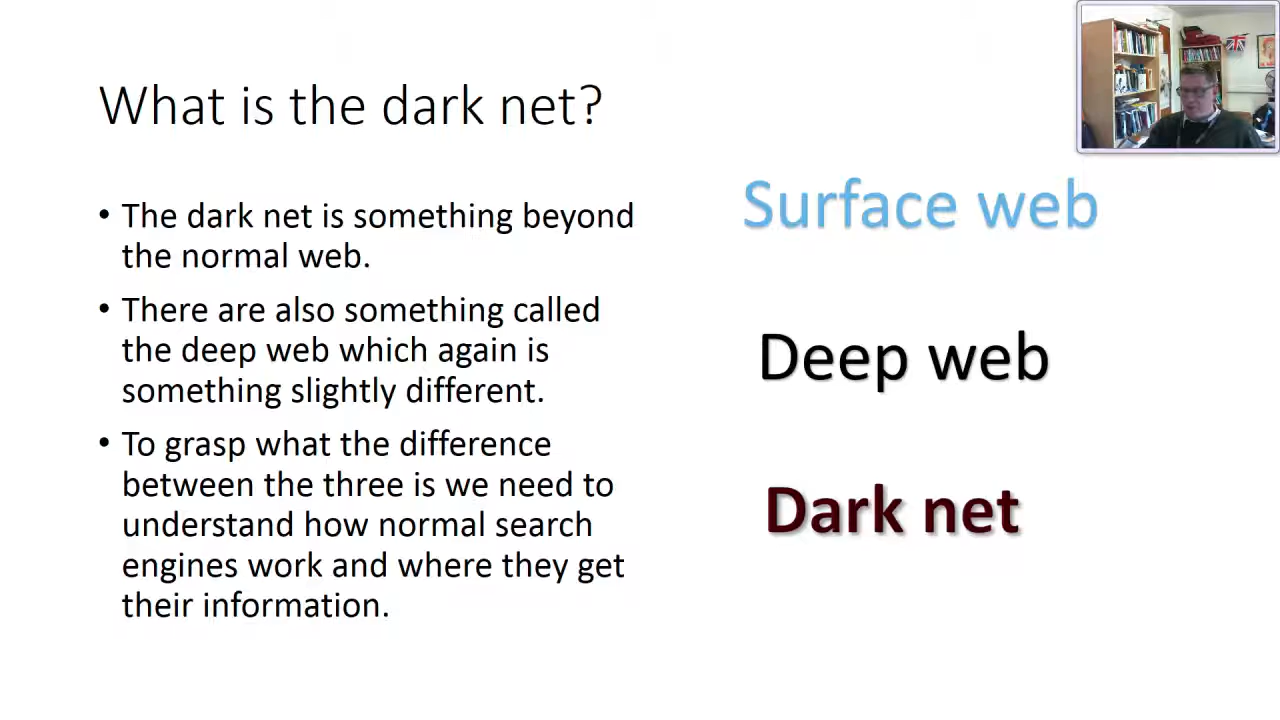 What is the dark net?
• The dark net is something beyond
the normal web.
• There are also something called
the deep web which again is
something slightly different.
• To grasp what the difference
between the three is we need to
understand how normal search
engines work and where they get
their information.
Surface web
Deep web
Dark net